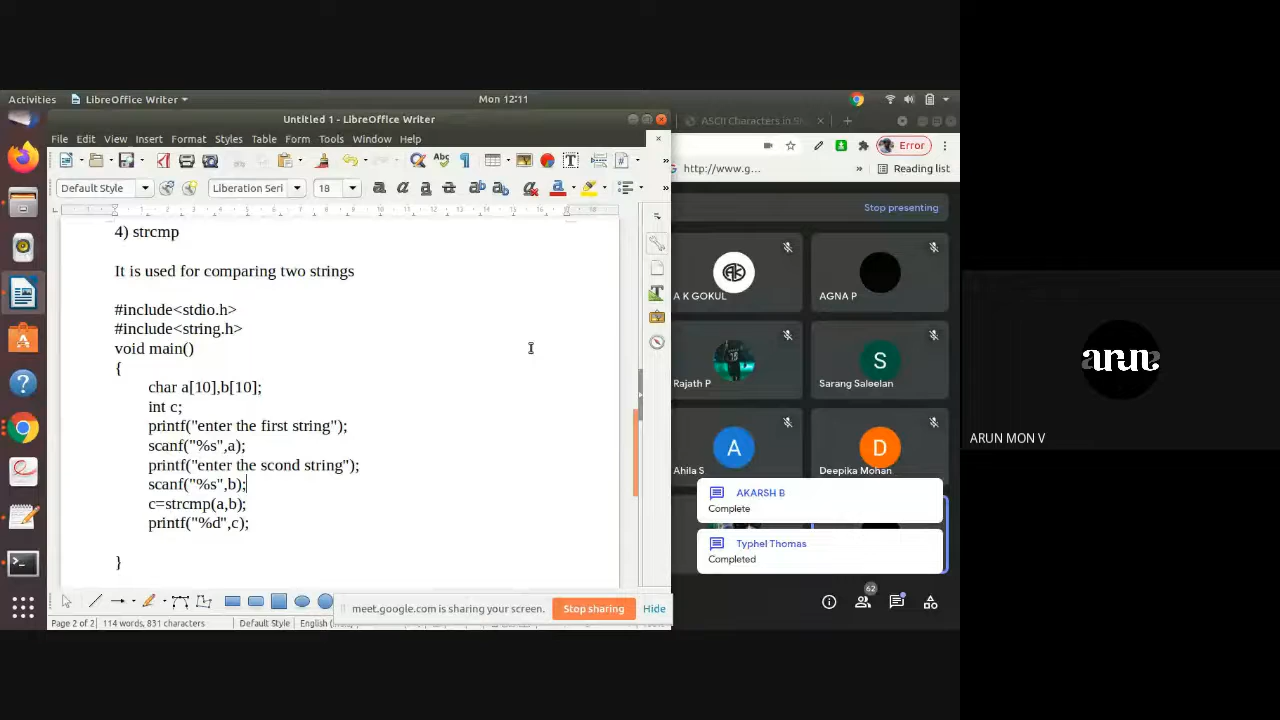 Activities
LibreOffice Writer
Mon 12:11
Untitled 1 - LibreOffice Writer
File Edit View Insert Format Styles Table Form Tools Window Help
Default Style
Liberation Seri
18
4) strcmp
It is used for comparing two strings
#include<stdio.h>
#include<string.h>
void main()
{
char a[10],b[10];
int c;
printf("enter the first string");
scanf("%s",a);
printf("enter the scond string");
scanf("%s",b);
c=strcmp(a,b);
printf("%d",c);
}
meet.google.com is sharing your screen.
Stop sharing
Hide
Page 2 of 2
114 words, 831 characters
Default Style
ASCII Characters in
Error
http://www.g...
Reading list
Stop presenting
A K GOKUL
AGNA P
Rajath P
S
Sarang Saleelan
A
Ahila S
D
Deepika Mohan
AKARSH B
Complete
Typhel Thomas
Completed
62
arun
ARUN MON V